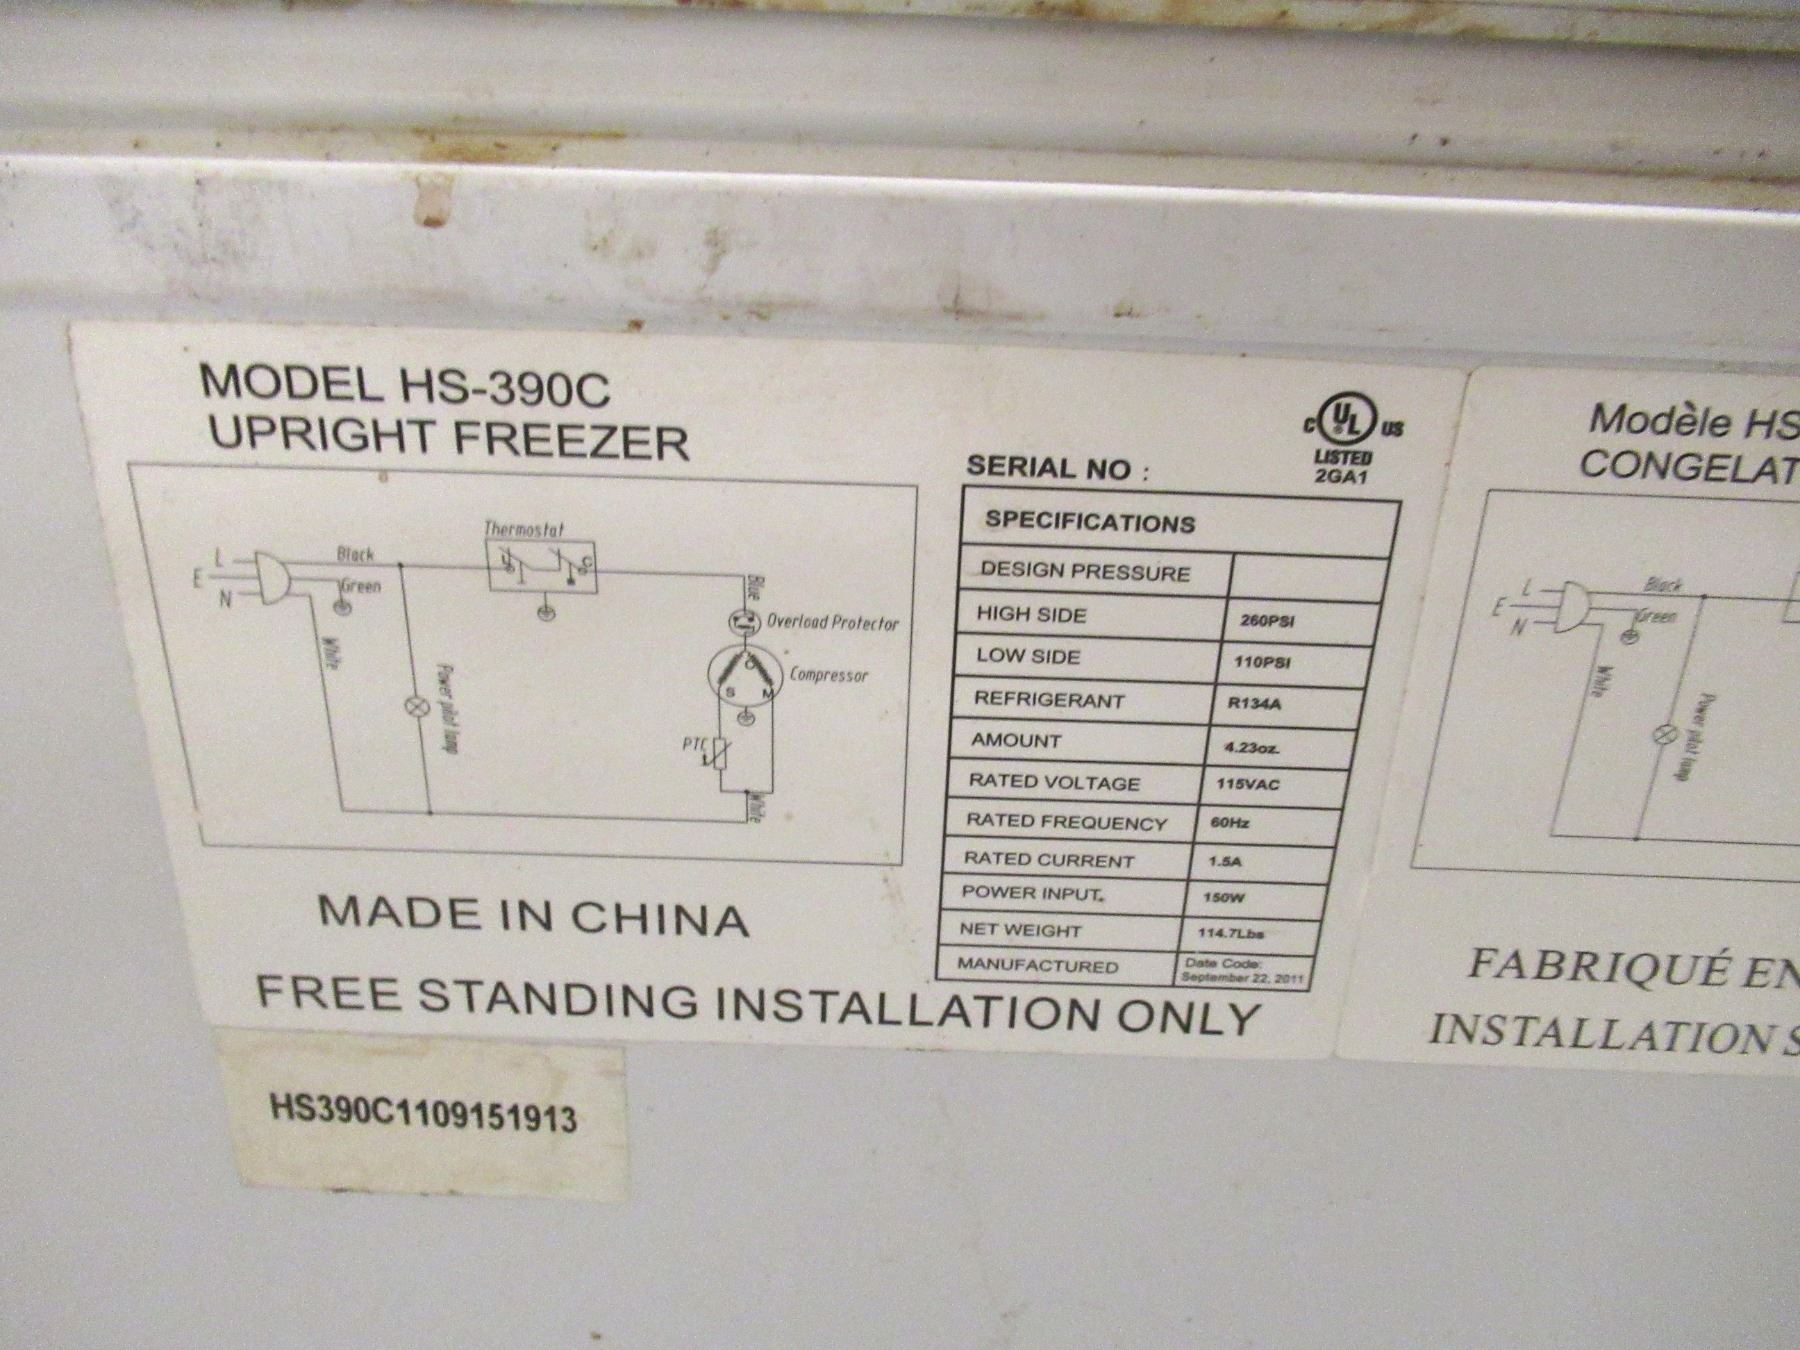 MODEL HS-390C
UPRIGHT FREEZER
L
E
N
Black
Green
White
Power pilot lamp
Thermostat
Blue
Overload Protector
Compressor
C
S
M
PTC
White
MADE IN CHINA
FREE STANDING INSTALLATION ONLY
HS390C1109151913
C UL US
LISTED
2GA1
SERIAL NO :
SPECIFICATIONS
DESIGN PRESSURE
HIGH SIDE 260PSI
LOW SIDE 110PSI
REFRIGERANT R134A
AMOUNT 4.23oz.
RATED VOLTAGE 115VAC
RATED FREQUENCY 60Hz
RATED CURRENT 1.5A
POWER INPUT. 150W
NET WEIGHT 114.7Lbs
MANUFACTURED Date Code:
September 22, 2011
Modèle HS
CONGELAT
L
E
N
Black
Green
White
Power pilot lamp
FABRIQUÉ EN
INSTALLATION S